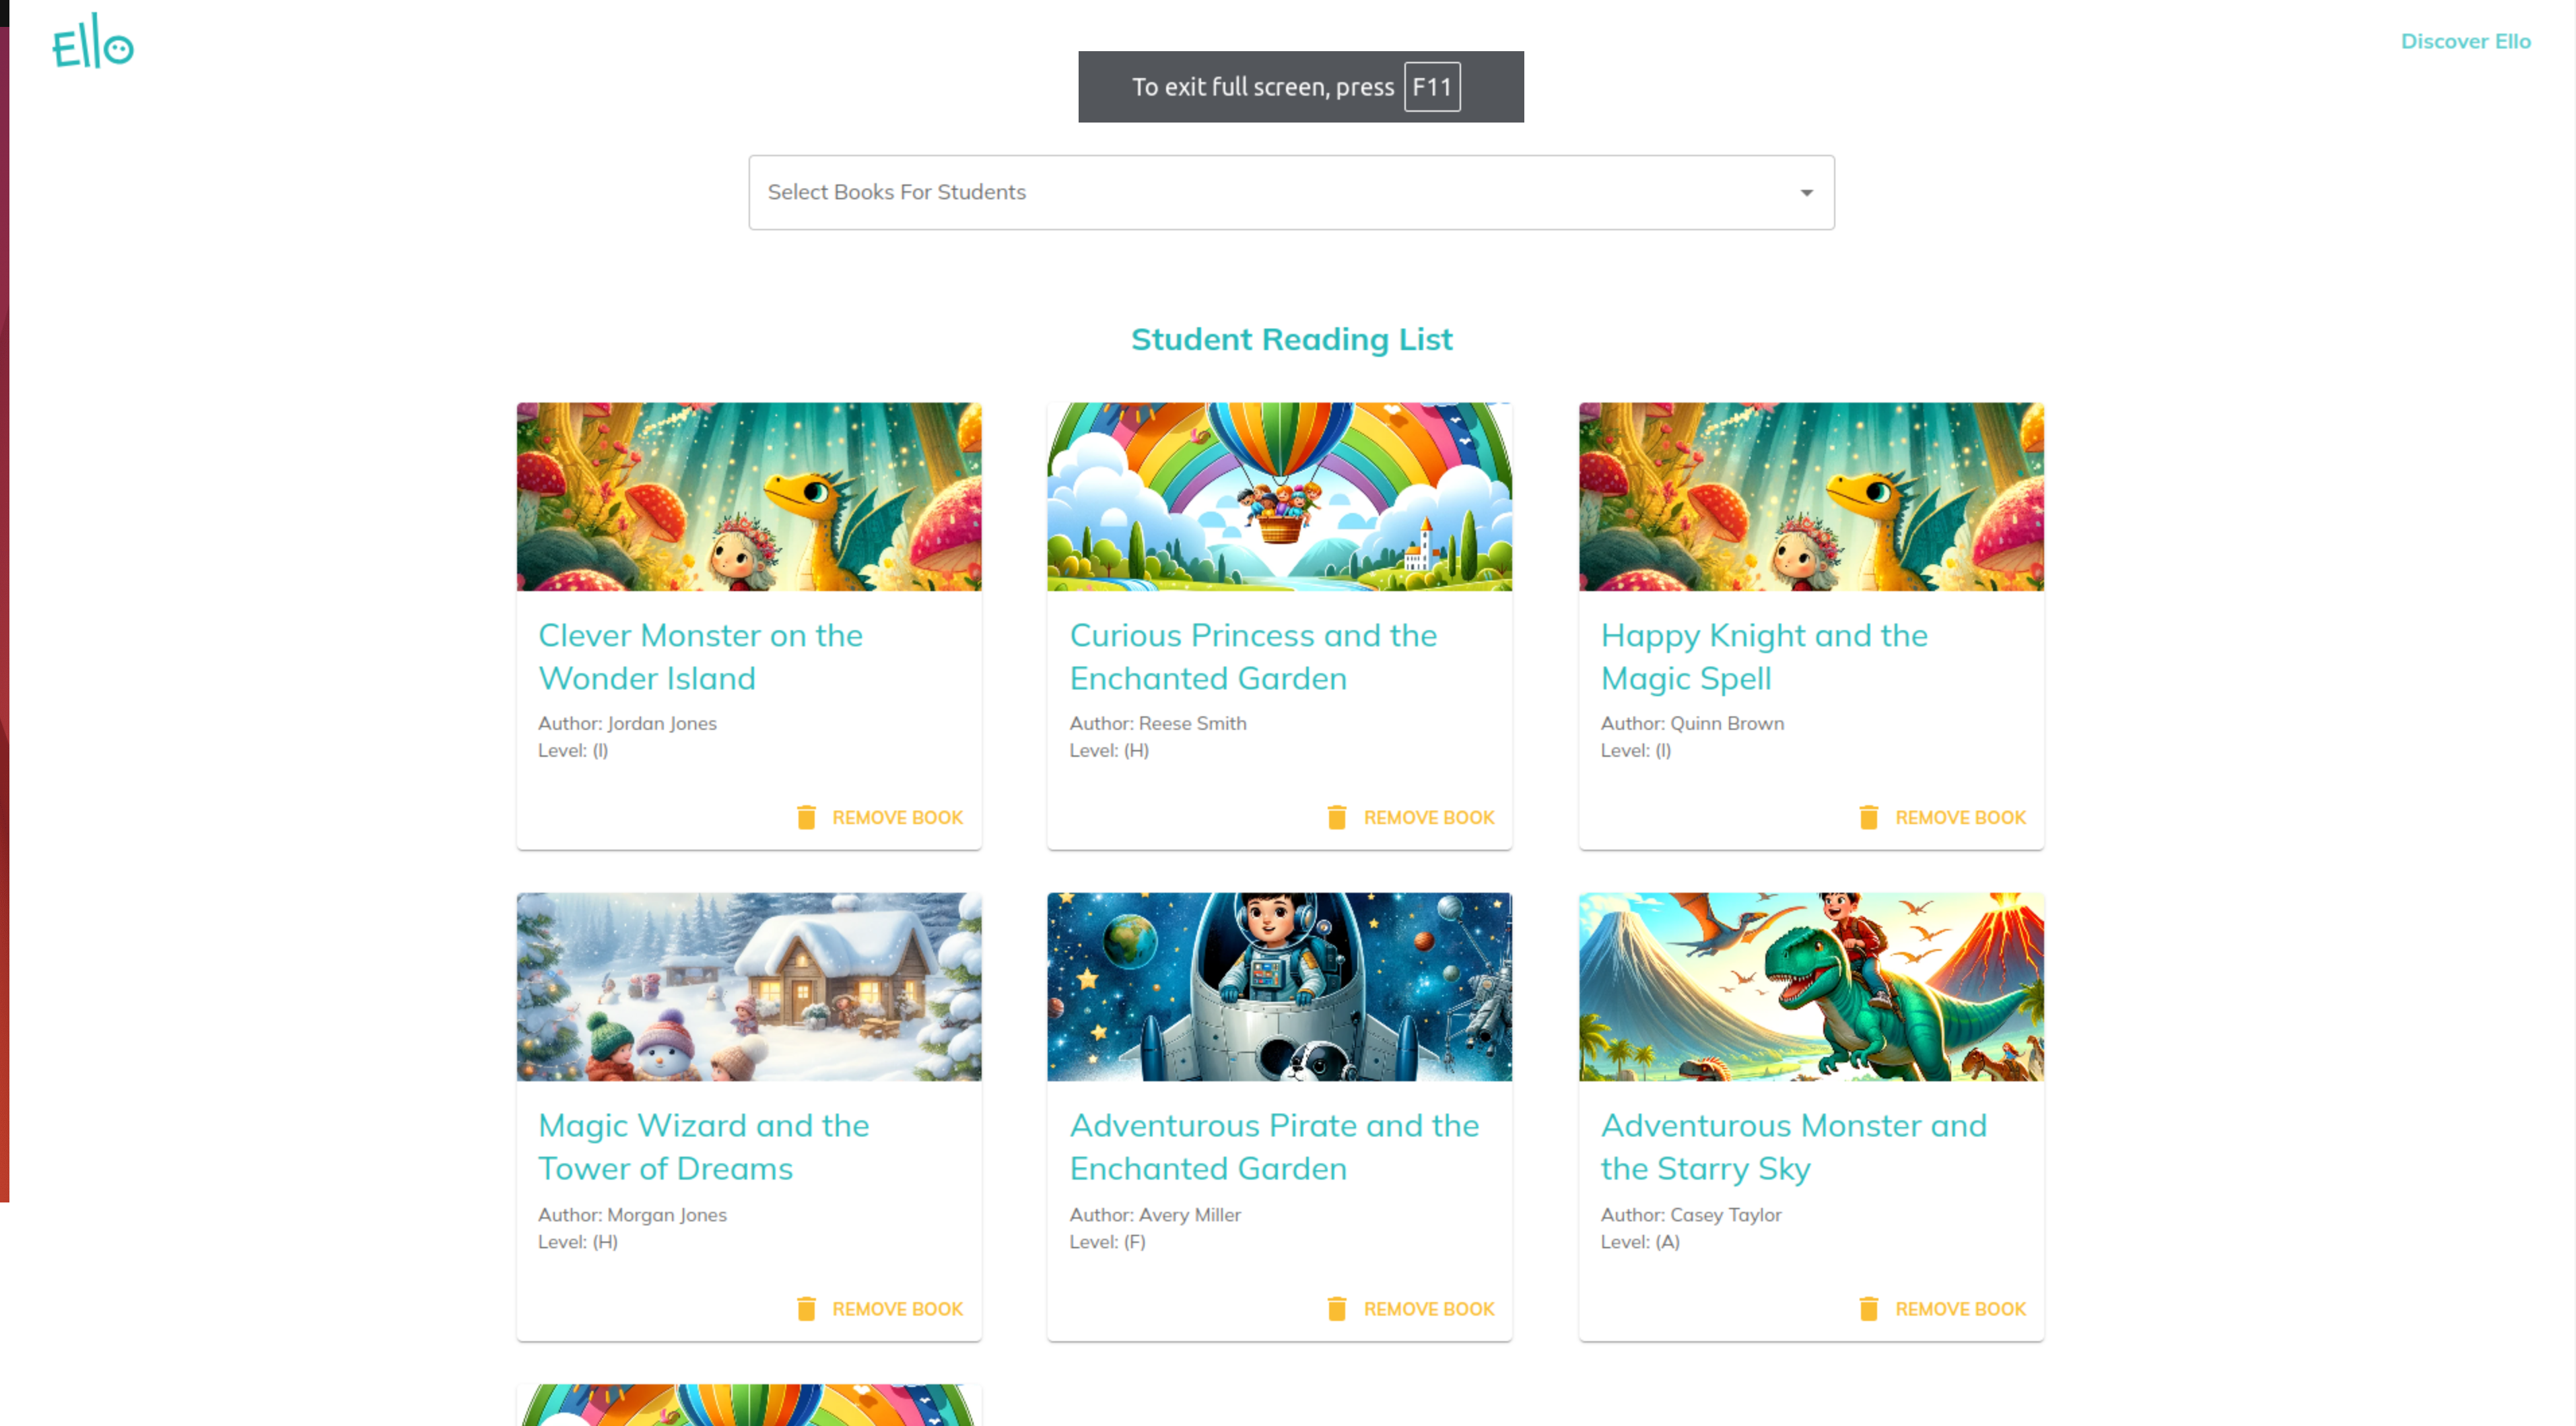 Ello
Discover Ello
To exit full screen, press F11
Select Books For Students
Student Reading List
Clever Monster on the
Wonder Island
Author: Jordan Jones
Level: (I)
REMOVE BOOK
Curious Princess and the
Enchanted Garden
Author: Reese Smith
Level: (H)
REMOVE BOOK
Happy Knight and the
Magic Spell
Author: Quinn Brown
Level: (I)
REMOVE BOOK
Magic Wizard and the
Tower of Dreams
Author: Morgan Jones
Level: (H)
REMOVE BOOK
Adventurous Pirate and the
Enchanted Garden
Author: Avery Miller
Level: (F)
REMOVE BOOK
Adventurous Monster and
the Starry Sky
Author: Casey Taylor
Level: (A)
REMOVE BOOK